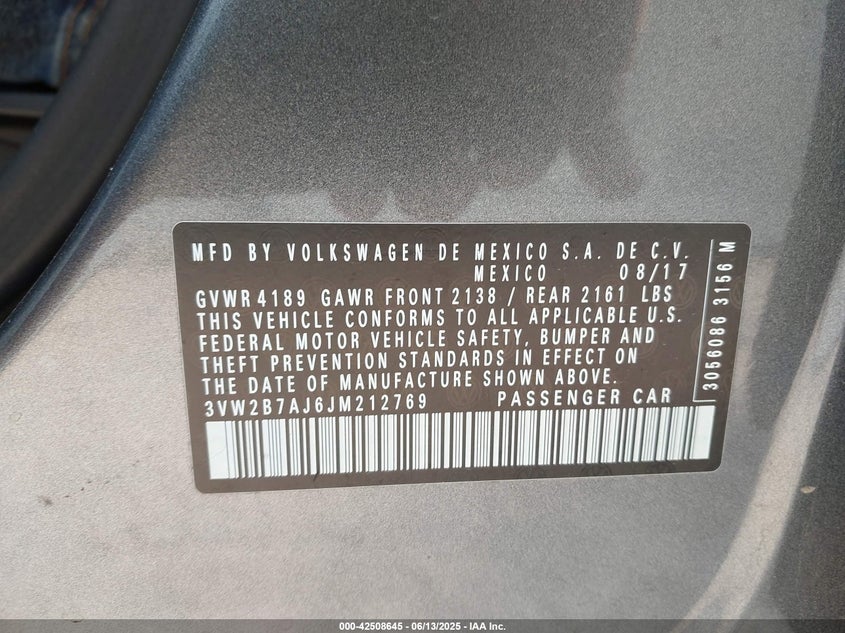 MFD BY VOLKSWAGEN DE MEXICO S.A. DE C.V.
MEXICO 08/17
GVWR 4189 GAWR FRONT 2138 / REAR 2161 LBS
THIS VEHICLE CONFORMS TO ALL APPLICABLE U.S.
FEDERAL MOTOR VEHICLE SAFETY, BUMPER AND
THEFT PREVENTION STANDARDS IN EFFECT ON
THE DATE OF MANUFACTURE SHOWN ABOVE.
3VW2B7AJ6JM212769 PASSENGER CAR
3056086 3156 M
000-42508645 - 06/13/2025 - IAA Inc.